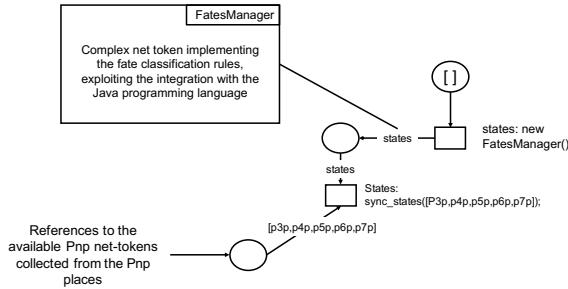 FatesManager
Complex net token implementing
the fate classification rules,
exploiting the integration with the
Java programming language
[ ]
states: new
FatesManager()
states
states
States:
sync_states([P3p,p4p,p5p,p6p,p7p]);
[p3p,p4p,p5p,p6p,p7p]
References to the
available Pnp net-tokens
collected from the Pnp
places